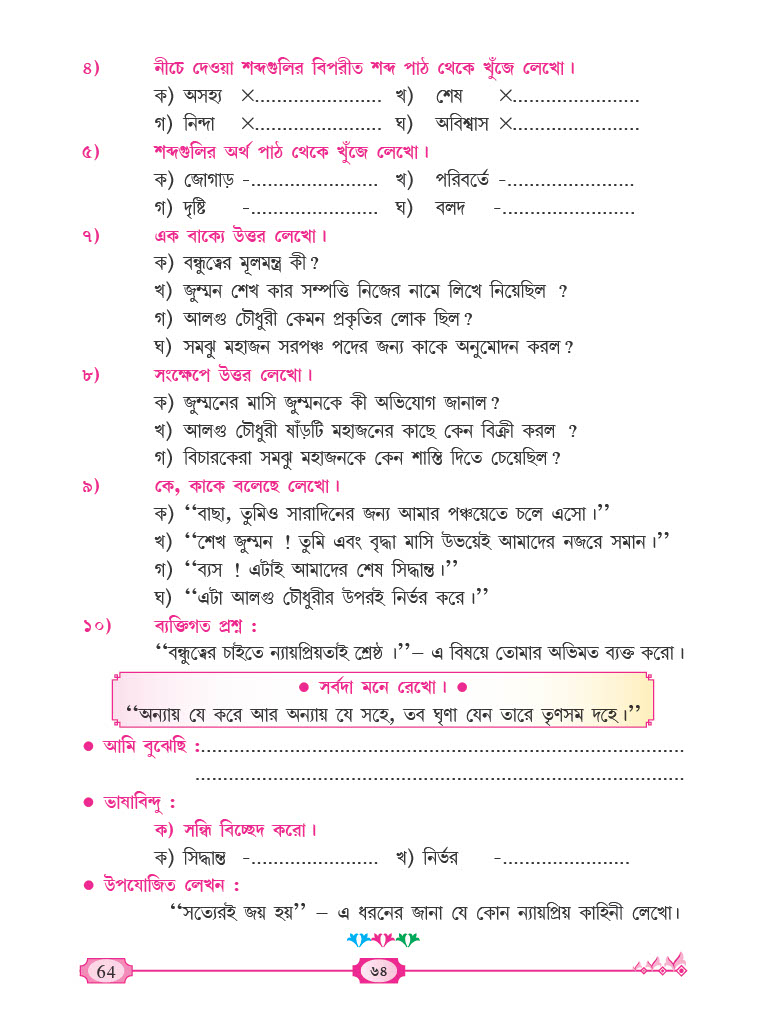 ৪) নীচে দেওয়া শব্দগুলির বিপরীত শব্দ পাঠ থেকে খুঁজে লেখো।
ক) অসহ্য ×....................... খ) শেষ ×.......................
গ) নিন্দা ×....................... ঘ) অবিশ্বাস ×.......................
৫) শব্দগুলির অর্থ পাঠ থেকে খুঁজে লেখো।
ক) জোগাড় -....................... খ) পরিবর্তে -.......................
গ) দৃষ্টি -....................... ঘ) বলদ -.......................
৭) এক বাক্যে উত্তর লেখো।
ক) বন্ধুত্বের মূলমন্ত্র কী?
খ) জুম্মন শেখ কার সম্পত্তি নিজের নামে লিখে নিয়েছিল ?
গ) আলগু চৌধুরী কেমন প্রকৃতির লোক ছিল?
ঘ) সমঝু মহাজন সরপঞ্চ পদের জন্য কাকে অনুমোদন করল?
৮) সংক্ষেপে উত্তর লেখো।
ক) জুম্মনের মাসি জুম্মনকে কী অভিযোগ জানাল?
খ) আলগু চৌধুরী ষাঁড়টি মহাজনের কাছে কেন বিক্রী করল ?
গ) বিচারকেরা সমঝু মহাজনকে কেন শাস্তি দিতে চেয়েছিল?
৯) কে, কাকে বলেছে লেখো।
ক) “বাছা, তুমিও সারাদিনের জন্য আমার পঞ্চয়েতে চলে এসো।”
খ) “শেখ জুম্মন ! তুমি এবং বৃদ্ধা মাসি উভয়েই আমাদের নজরে সমান।”
গ) “ব্যস ! এটাই আমাদের শেষ সিদ্ধান্ত।”
ঘ) “এটা আলগু চৌধুরীর উপরই নির্ভর করে।”
১০) ব্যক্তিগত প্রশ্ন :
“বন্ধুত্বের চাইতে ন্যায়প্রিয়তাই শ্রেষ্ঠ ।”– এ বিষয়ে তোমার অভিমত ব্যক্ত করো।
● সর্বদা মনে রেখো। ●
“অন্যায় যে করে আর অন্যায় যে সহে, তব ঘৃণা যেন তারে তৃণসম দহে।”
● আমি বুঝেছি :.......................................................................................
.......................................................................................
● ভাষাবিন্দু :
ক) সন্ধি বিচ্ছেদ করো।
ক) সিদ্ধান্ত -....................... খ) নির্ভর -.......................
● উপযোজিত লেখন :
“সত্যেরই জয় হয়” – এ ধরনের জানা যে কোন ন্যায়প্রিয় কাহিনী লেখো।
64 ৬৪